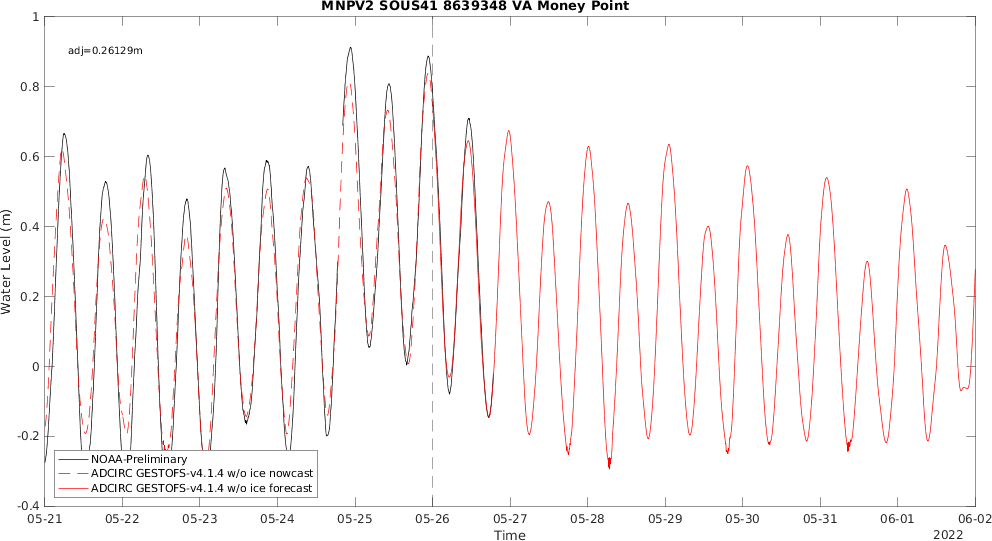 MNPV2 SOUS41 8639348 VA Money Point
1
adj=0.26129m
0.8
0.6
0.4
0.2
0
-0.2
-0.4
Water Level (m)
NOAA-Preliminary
ADCIRC GESTOFS-v4.1.4 w/o ice nowcast
ADCIRC GESTOFS-v4.1.4 w/o ice forecast
05-21 05-22 05-23 05-24 05-25 05-26 05-27 05-28 05-29 05-30 05-31 06-01 06-02
Time
2022